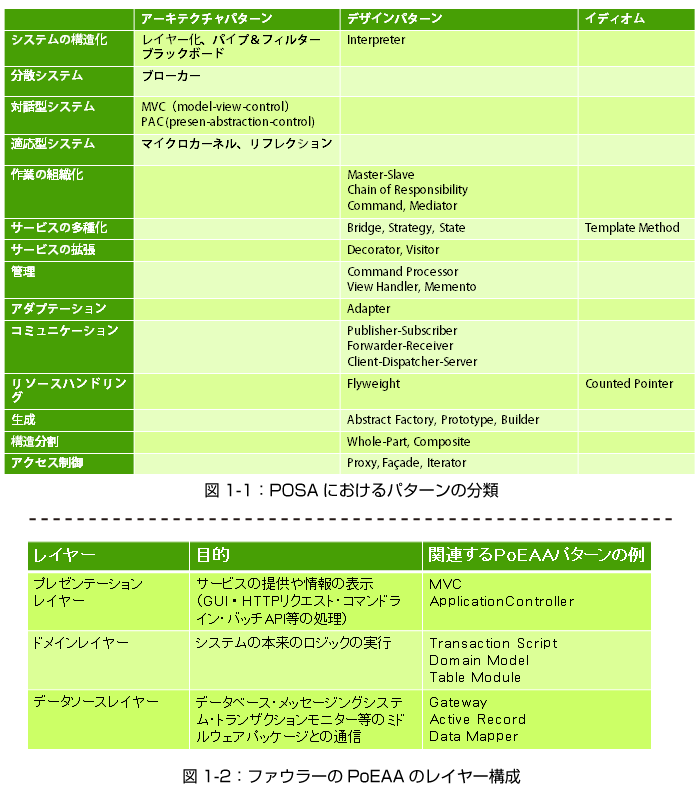 アーキテクチャパターン デザインパターン イディオム
システムの構造化 レイヤー化、パイプ＆フィルター Interpreter
ブラックボード
分散システム ブローカー
対話型システム MVC（model-view-control）
PAC(presen-abstraction-control)
適応型システム マイクロカーネル、リフレクション
作業の組織化 Master-Slave
Chain of Responsibility
Command, Mediator
サービスの多種化 Bridge, Strategy, State Template Method
サービスの拡張 Decorator, Visitor
管理 Command Processor
View Handler, Memento
アダプテーション Adapter
コミュニケーション Publisher-Subscriber
Forwarder-Receiver
Client-Dispatcher-Server
リソースハンドリン Flyweight Counted Pointer
グ
生成 Abstract Factory, Prototype, Builder
構造分割 Whole-Part, Composite
アクセス制御 Proxy, Façade, Iterator
図 1-1：POSA におけるパターンの分類
レイヤー 目的 関連するPoEAAパターンの例
プレゼンテーション サービスの提供や情報の表示 MVC
レイヤー （GUI・HTTPリクエスト・コマンドラ ApplicationController
イン・バッチAPI等の処理）
ドメインレイヤー システムの本来のロジックの実行 Transaction Script
Domain Model
Table Module
データソースレイヤー データベース・メッセージングシステ Gateway
ム・トランザクションモニター等のミド Active Record
ルウェアパッケージとの通信 Data Mapper
図 1-2：ファウラーの PoEAA のレイヤー構成